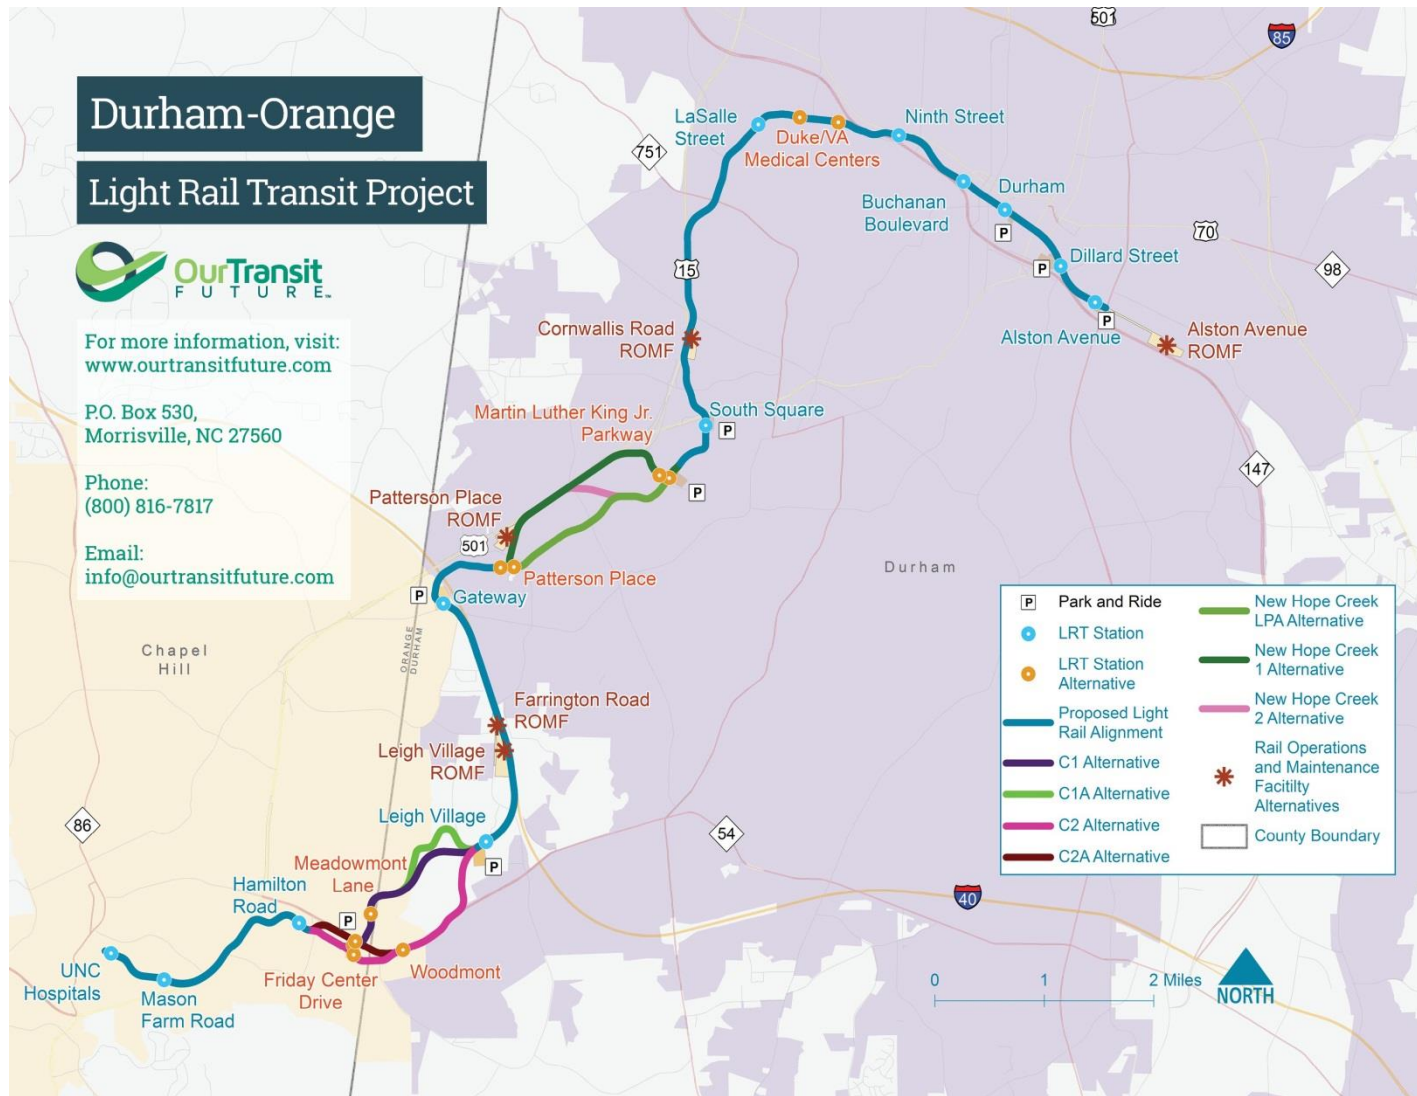 Durham-Orange
Light Rail Transit Project
OurTransit
FUTURE™
For more information, visit:
www.ourtransitfuture.com
P.O. Box 530,
Morrisville, NC 27560
Phone:
(800) 816-7817
Email:
info@ourtransitfuture.com
501
85
LaSalle
Street
Duke/VA
Medical Centers
Ninth Street
751
Buchanan
Boulevard
Durham
P
70
Dillard Street
P
98
15
Cornwallis Road
ROMF
Alston Avenue
P
Alston Avenue
ROMF
Martin Luther King Jr.
Parkway
South Square
P
147
Patterson Place
ROMF
P
501
Patterson Place
Durham
P
Gateway
ORANGE
DURHAM
Chapel
Hill
Farrington Road
ROMF
Leigh Village
ROMF
86
Leigh Village
P
54
Meadowmont
Lane
Hamilton
Road
P
40
UNC
Hospitals
Mason
Farm Road
Friday Center
Drive
Woodmont
P
Park and Ride
LRT Station
LRT Station
Alternative
Proposed Light
Rail Alignment
C1 Alternative
C1A Alternative
C2 Alternative
C2A Alternative
New Hope Creek
LPA Alternative
New Hope Creek
1 Alternative
New Hope Creek
2 Alternative
Rail Operations
and Maintenance
Facitilty
Alternatives
County Boundary
0 1 2 Miles
NORTH